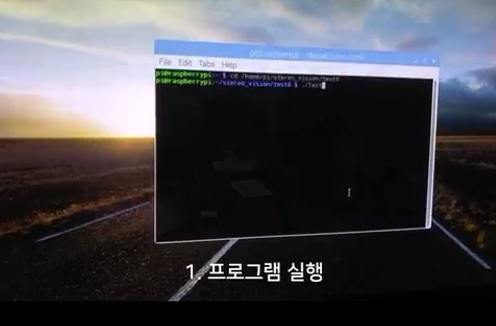 File Edit Tabs Help
pi@raspberrypi:~ $ cd /home/pi/stereo_vision/test0
pi@raspberrypi:~/stereo_vision/test0 $ ./Test
1. 프로그램 실행